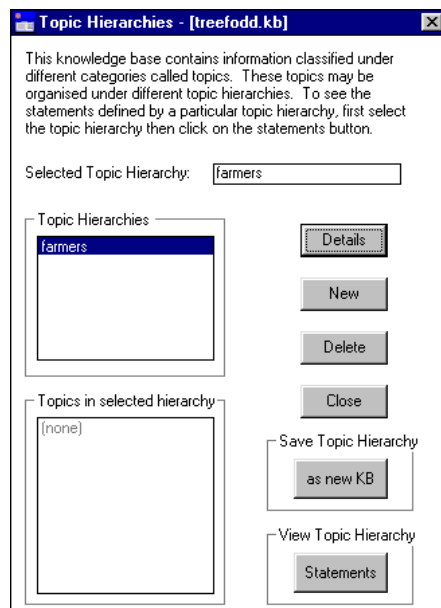 Topic Hierarchies - [treefodd.kb]
This knowledge base contains information classified under
different categories called topics.  These topics may be
organised under different topic hierarchies.  To see the
statements defined by a particular topic hierarchy, first select
the topic hierarchy then click on the statements button.
Selected Topic Hierarchy: farmers
Topic Hierarchies
farmers
Details
New
Delete
Close
Topics in selected hierarchy
(none)
Save Topic Hierarchy
as new KB
View Topic Hierarchy
Statements